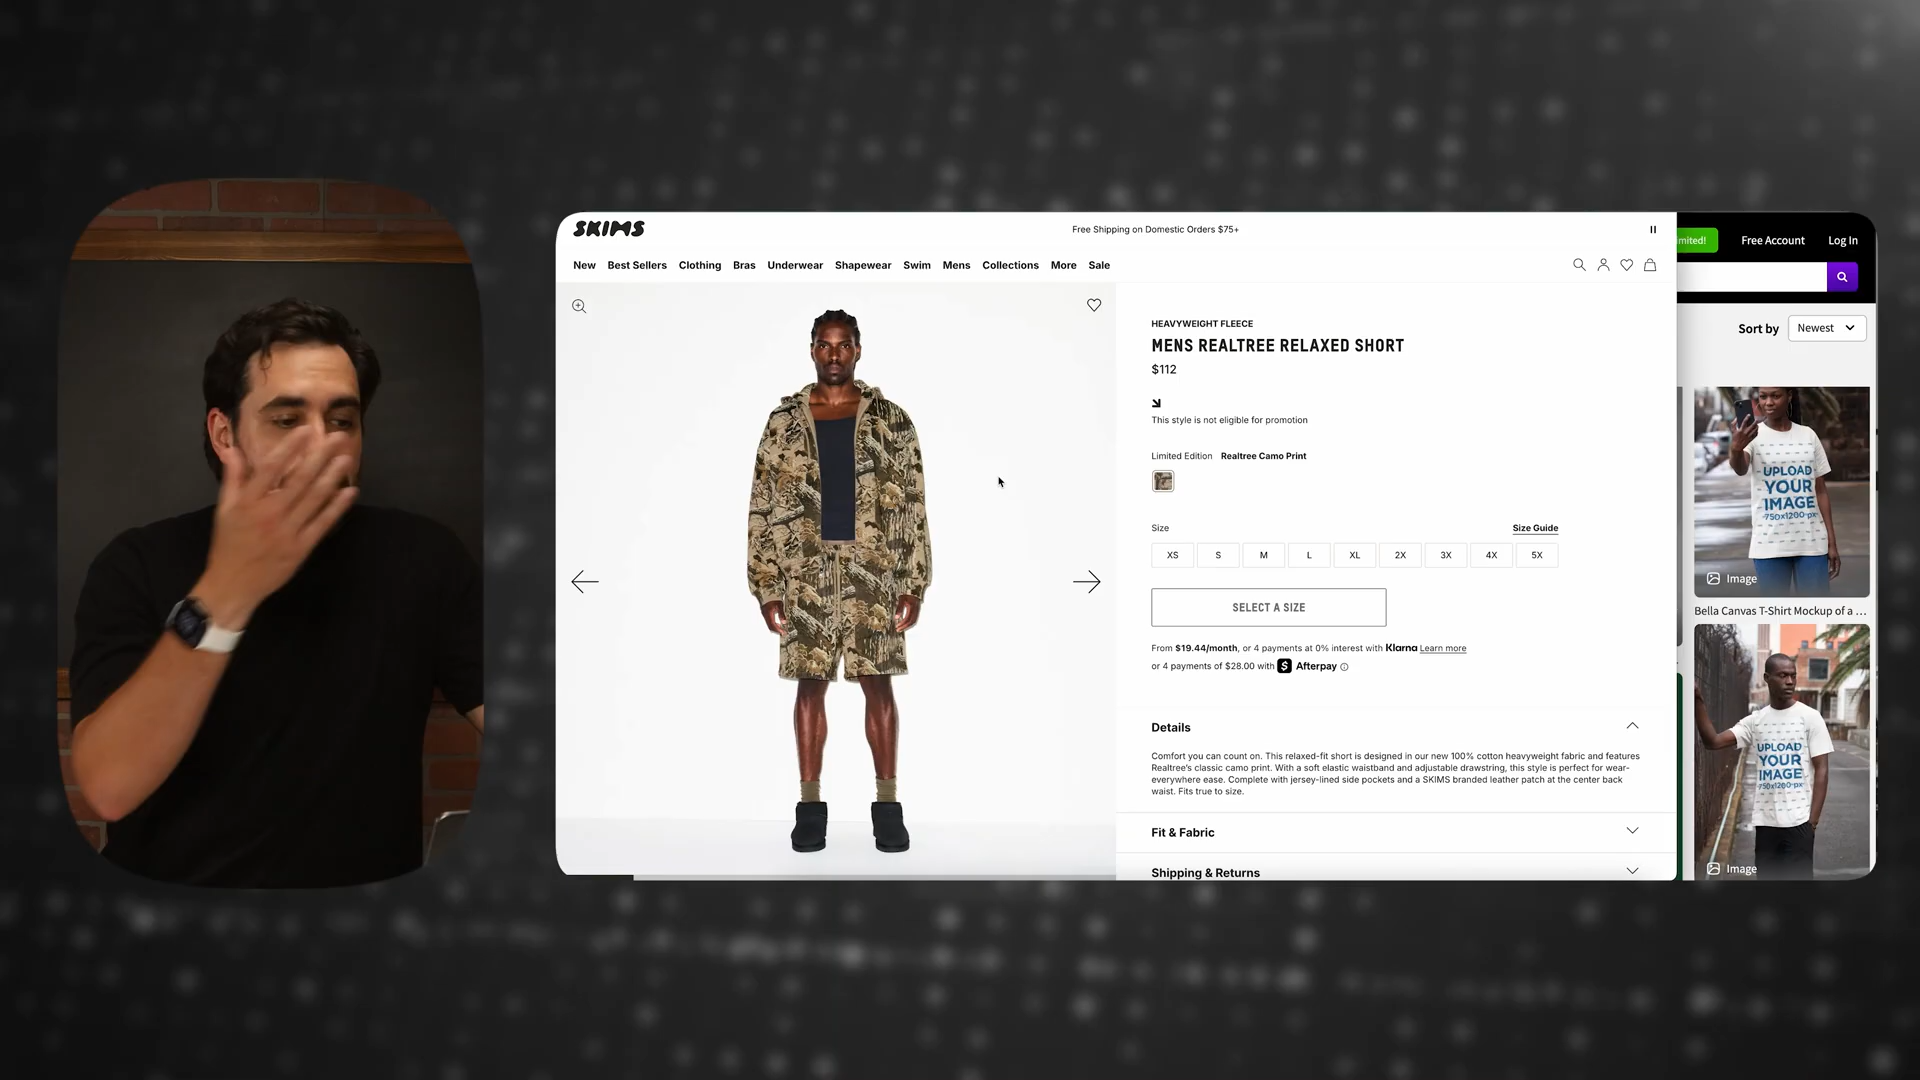 SKIMS
Free Shipping on Domestic Orders $75+
New Best Sellers Clothing Bras Underwear Shapewear Swim Mens Collections More Sale
HEAVYWEIGHT FLEECE
MENS REALTREE RELAXED SHORT
$112
This style is not eligible for promotion
Limited Edition Realtree Camo Print
Size Size Guide
XS S M L XL 2X 3X 4X 5X
SELECT A SIZE
From $19.44/month, or 4 payments at 0% interest with Klarna Learn more
or 4 payments of $28.00 with Afterpay
Details
Comfort you can count on. This relaxed-fit short is designed in our new 100% cotton heavyweight fabric and features
Realtree's classic camo print. With a soft elastic waistband and adjustable drawstring, this style is perfect for wear-
everywhere ease. Complete with jersey-lined side pockets and a SKIMS branded leather patch at the center back
waist. Fits true to size.
Fit & Fabric
Shipping & Returns
mited! Free Account Log In
Sort by Newest
UPLOAD
YOUR
IMAGE
-750x1200-px-
Image
Bella Canvas T-Shirt Mockup of a ...
UPLOAD
YOUR
IMAGE
750x1200-px
Image